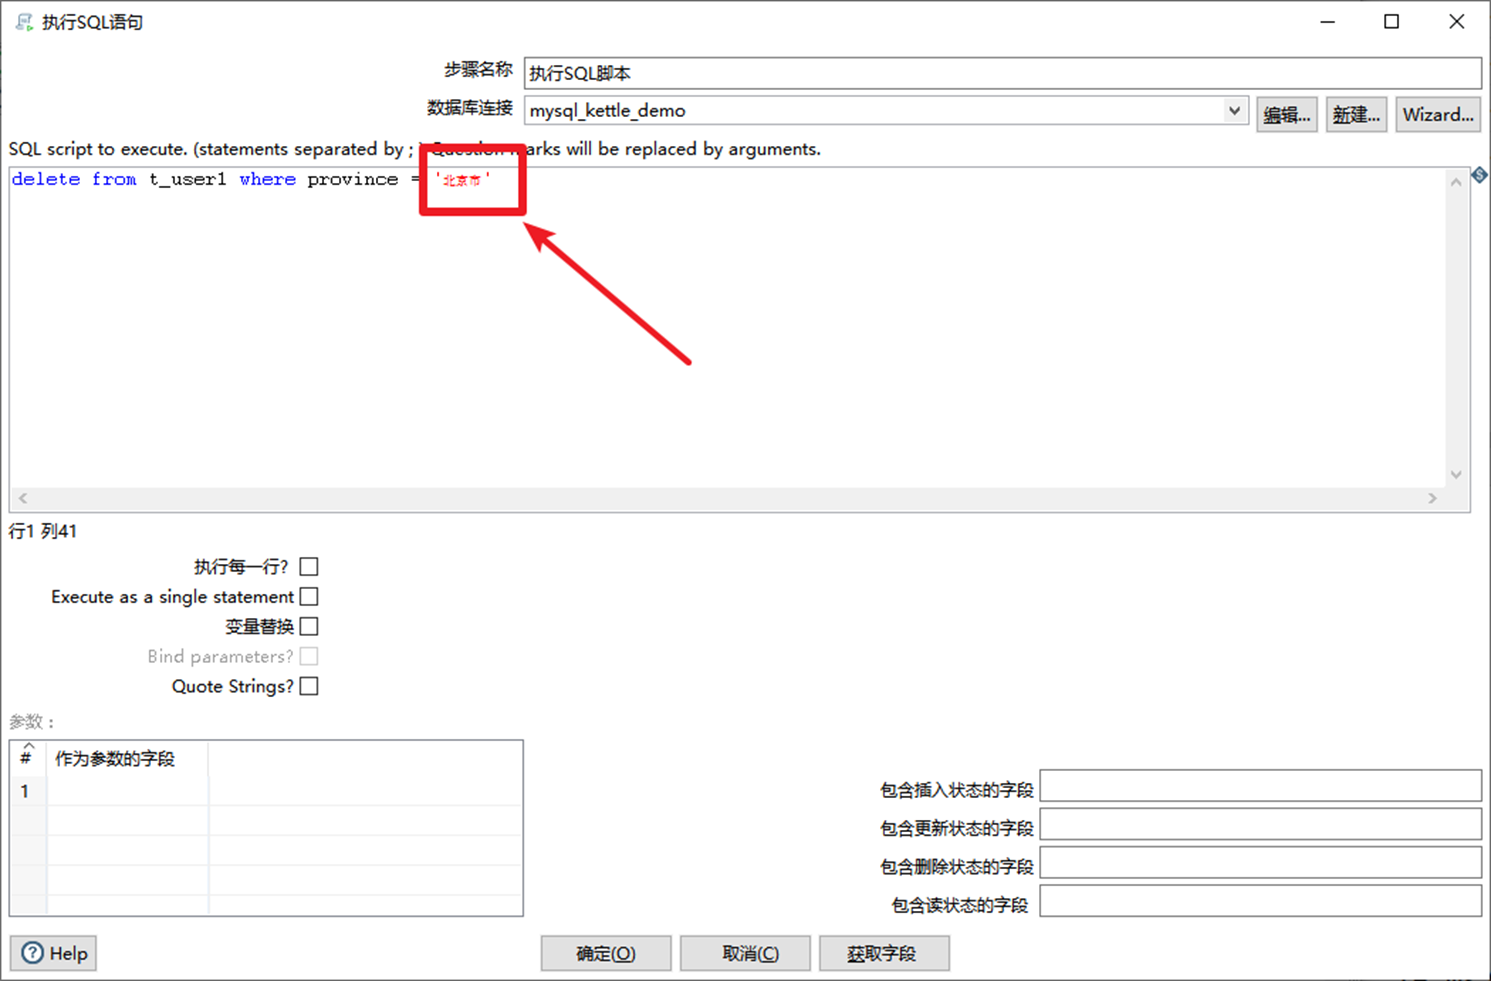 执行SQL语句
步骤名称 执行SQL脚本
数据库连接 mysql_kettle_demo 编辑... 新建... Wizard...
SQL script to execute. (statements separated by ; ) Question marks will be replaced by arguments.
delete from t_user1 where province = '北京市'
行1 列41
执行每一行?
Execute as a single statement
变量替换
Bind parameters?
Quote Strings?
参数 :
# 作为参数的字段
1
包含插入状态的字段
包含更新状态的字段
包含删除状态的字段
包含读状态的字段
Help 确定(O) 取消(C) 获取字段